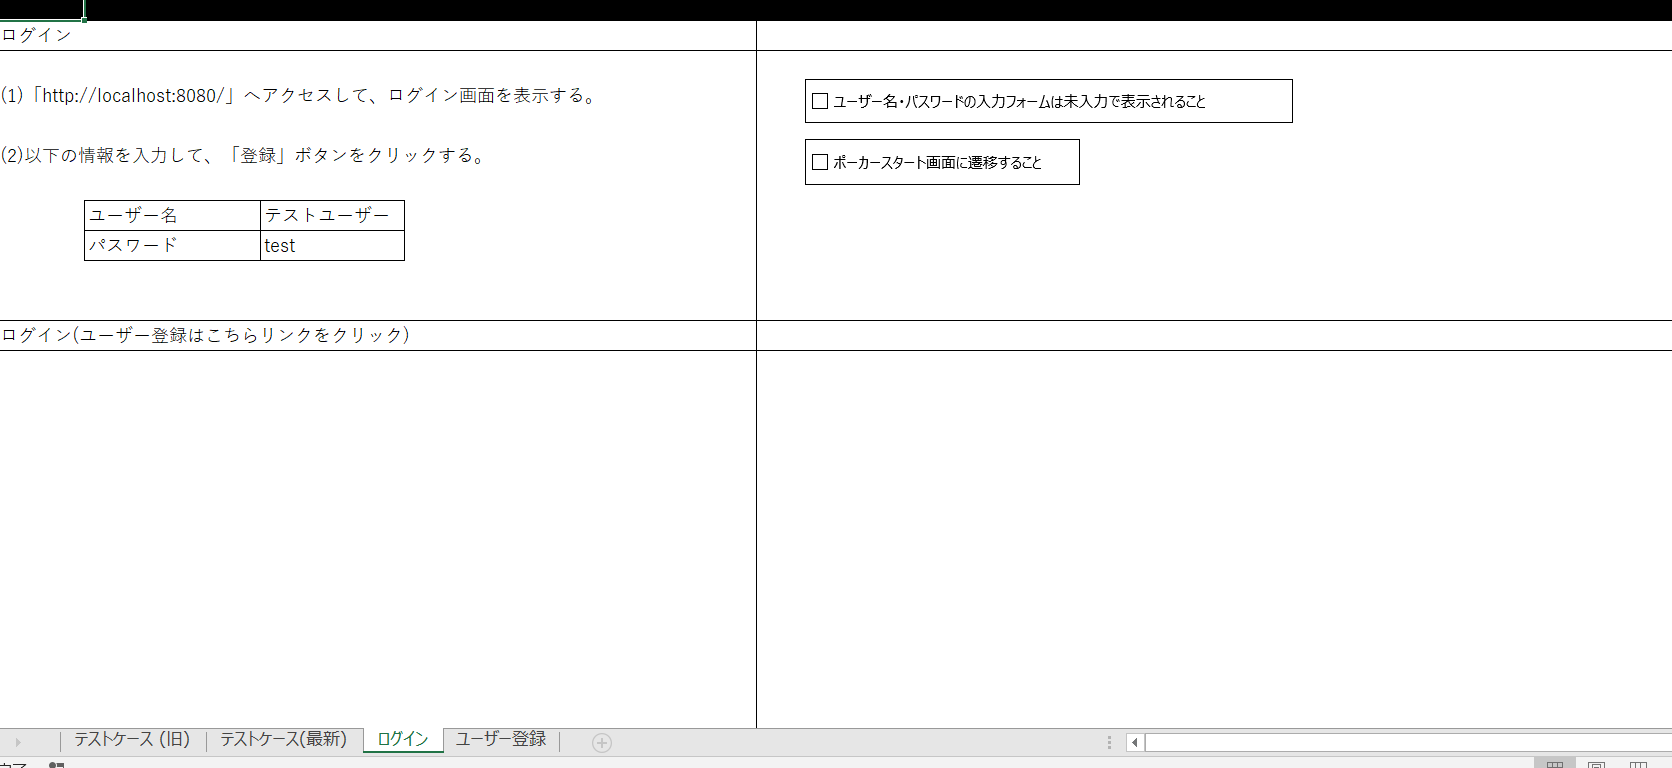 ログイン
(1)「http://localhost:8080/」へアクセスして、ログイン画面を表示する。
ユーザー名・パスワードの入力フォームは未入力で表示されること
(2)以下の情報を入力して、「登録」ボタンをクリックする。
ポーカースタート画面に遷移すること
ユーザー名 テストユーザー
パスワード test
ログイン(ユーザー登録はこちらリンクをクリック)
テストケース (旧) テストケース(最新) ログイン ユーザー登録